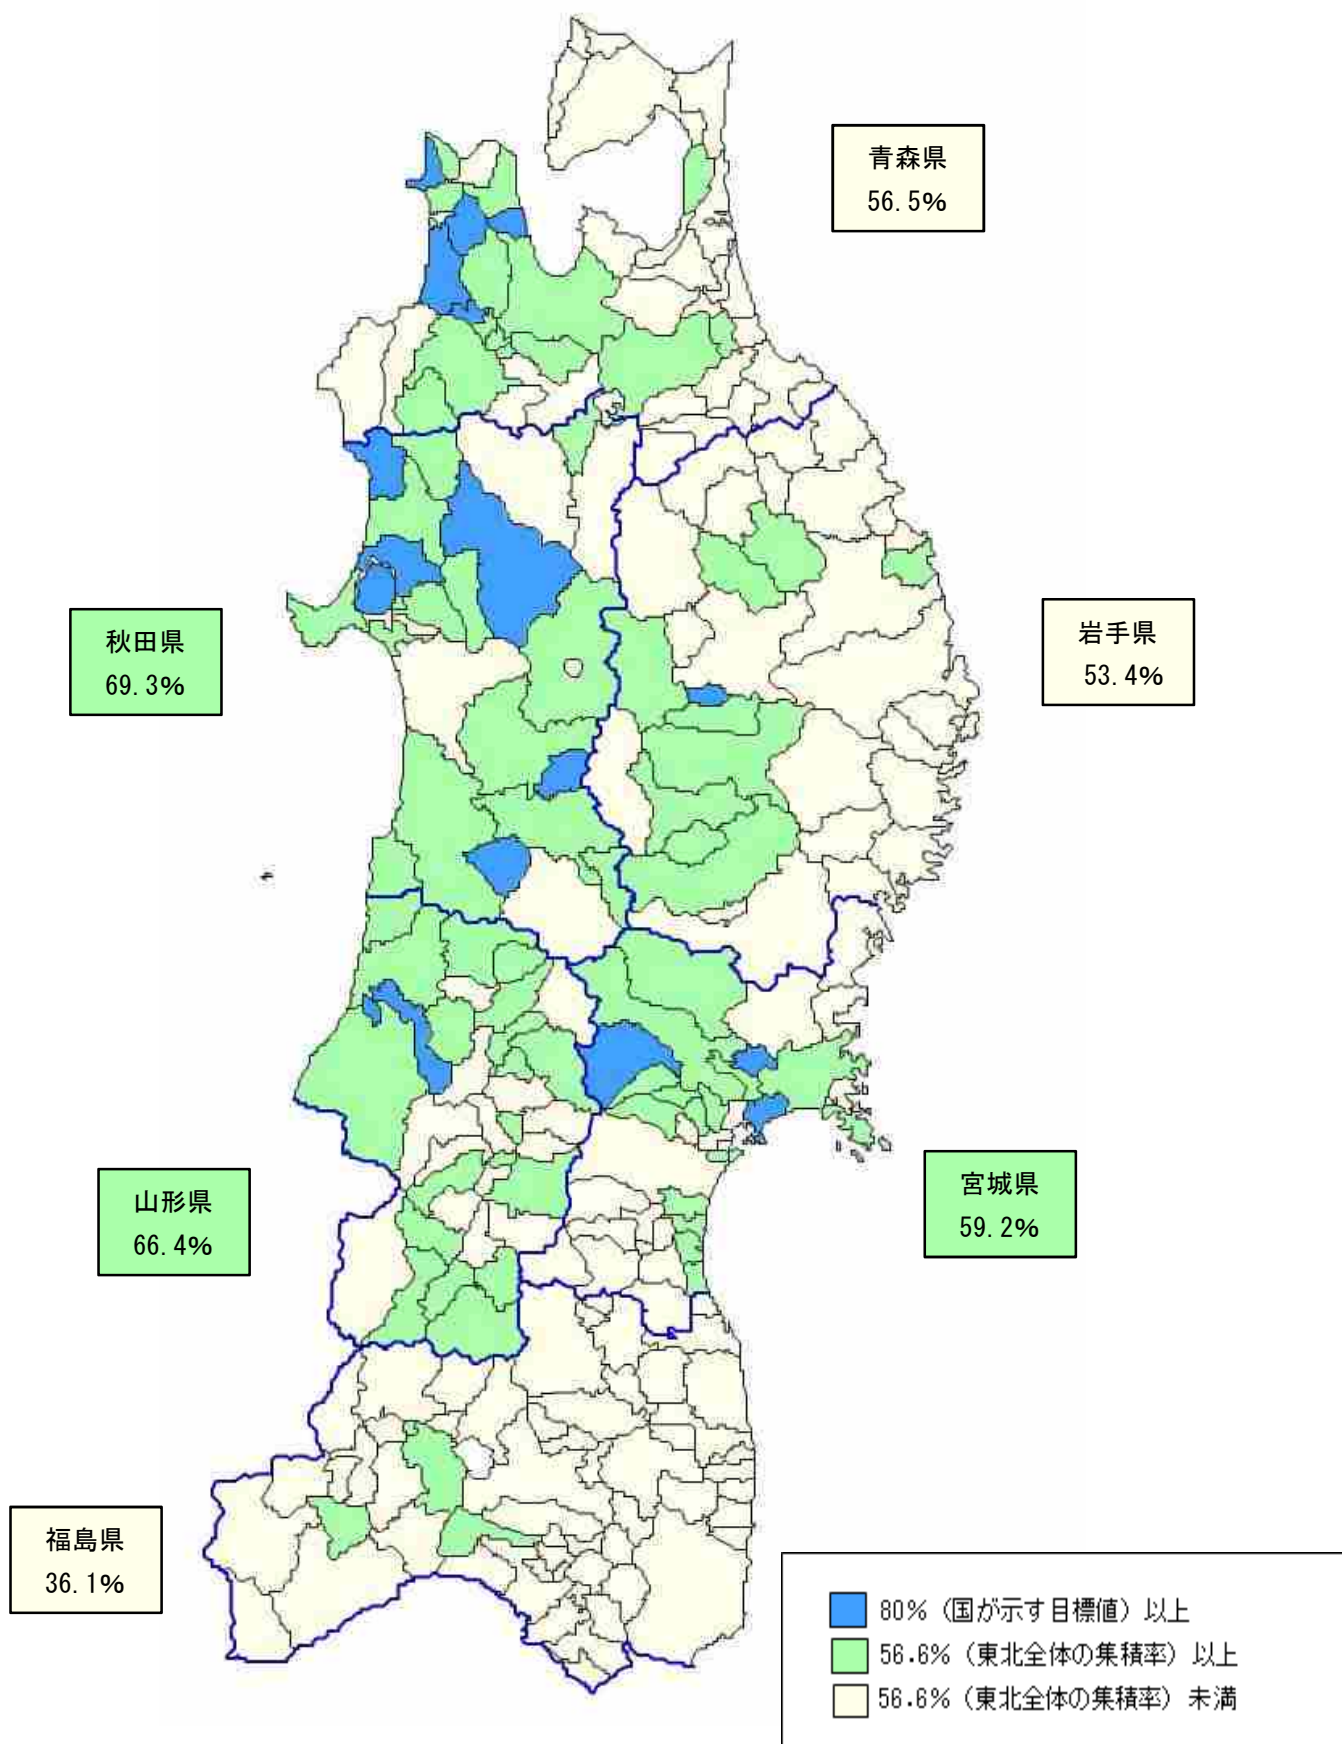 青森県
56.5%
秋田県
69.3%
岩手県
53.4%
山形県
66.4%
宮城県
59.2%
福島県
36.1%
80%（国が示す目標値）以上
56.6%（東北全体の集積率）以上
56.6%（東北全体の集積率）未満